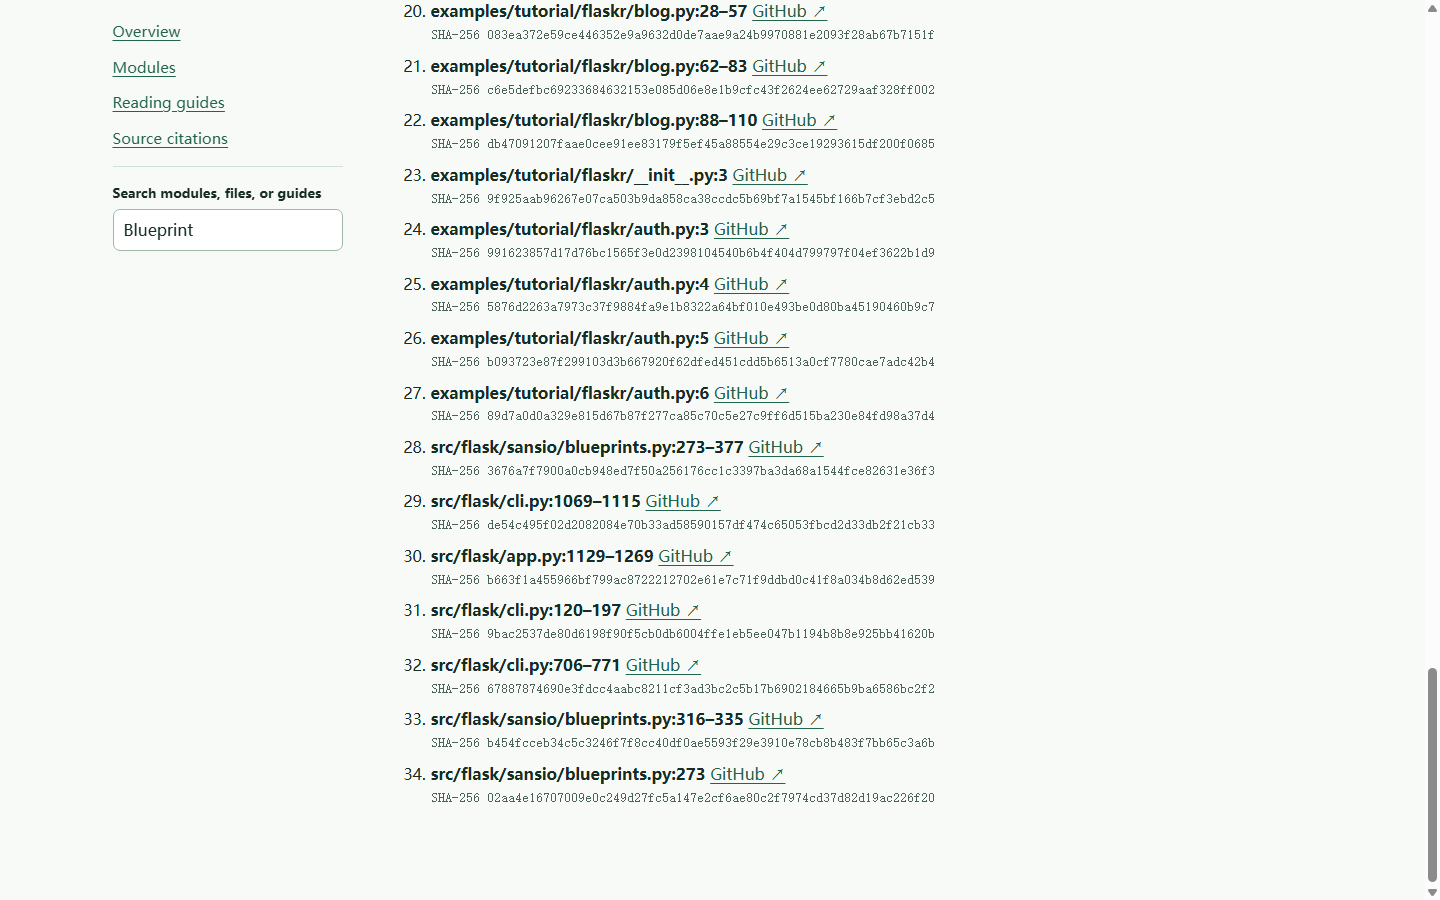 Overview
Modules
Reading guides
Source citations
Search modules, files, or guides
Blueprint
20. examples/tutorial/flaskr/blog.py:28–57 GitHub ↗
SHA-256 083ea372e59ce446352e9a9632d0de7aae9a24b9970881e2093f28ab67b7151f
21. examples/tutorial/flaskr/blog.py:62–83 GitHub ↗
SHA-256 c6e5defbc69233684632153e085d06e8e1b9cfc43f2624ee62729aaf328ff002
22. examples/tutorial/flaskr/blog.py:88–110 GitHub ↗
SHA-256 db47091207faae0cee91ee83179f5ef45a88554e29c3ce19293615df200f0685
23. examples/tutorial/flaskr/__init__.py:3 GitHub ↗
SHA-256 9f925aab96267e07ca503b9da858ca38ccdc5b69bf7a1545bf166b7cf3ebd2c5
24. examples/tutorial/flaskr/auth.py:3 GitHub ↗
SHA-256 991623857d17d76bc1565f3e0d2398104540b6b4f404d799797f04ef3622b1d9
25. examples/tutorial/flaskr/auth.py:4 GitHub ↗
SHA-256 5876d2263a7973c37f9884fa9e1b8322a64bf010e493be0d80ba45190460b9c7
26. examples/tutorial/flaskr/auth.py:5 GitHub ↗
SHA-256 b093723e87f299103d3b667920f62dfed451cdd5b6513a0cf7780cae7adc42b4
27. examples/tutorial/flaskr/auth.py:6 GitHub ↗
SHA-256 89d7a0d0a329e815d67b87f277ca85c70c5e27c9ff6d515ba230e84fd98a37d4
28. src/flask/sansio/blueprints.py:273–377 GitHub ↗
SHA-256 3676a7f7900a0cb948ed7f50a256176cc1c3397ba3da68a1544fce82631e36f3
29. src/flask/cli.py:1069–1115 GitHub ↗
SHA-256 de54c495f02d2082084e70b33ad58590157df474c65053fbcd2d33db2f21cb33
30. src/flask/app.py:1129–1269 GitHub ↗
SHA-256 b663f1a455966bf799ac8722212702e61e7c71f9ddbd0c41f8a034b8d62ed539
31. src/flask/cli.py:120–197 GitHub ↗
SHA-256 9bac2537de80d6198f90f5cb0db6004ffe1eb5ee047b1194b8b8e925bb41620b
32. src/flask/cli.py:706–771 GitHub ↗
SHA-256 67887874690e3fdcc4aabc8211cf3ad3bc2c5b17b6902184665b9ba6586bc2f2
33. src/flask/sansio/blueprints.py:316–335 GitHub ↗
SHA-256 b454fcceb34c5c3246f7f8cc40df0ae5593f29e3910e78cb8b483f7bb65c3a6b
34. src/flask/sansio/blueprints.py:273 GitHub ↗
SHA-256 02aa4e16707009e0c249d27fc5a147e2cf6ae80c2f7974cd37d82d19ac226f20